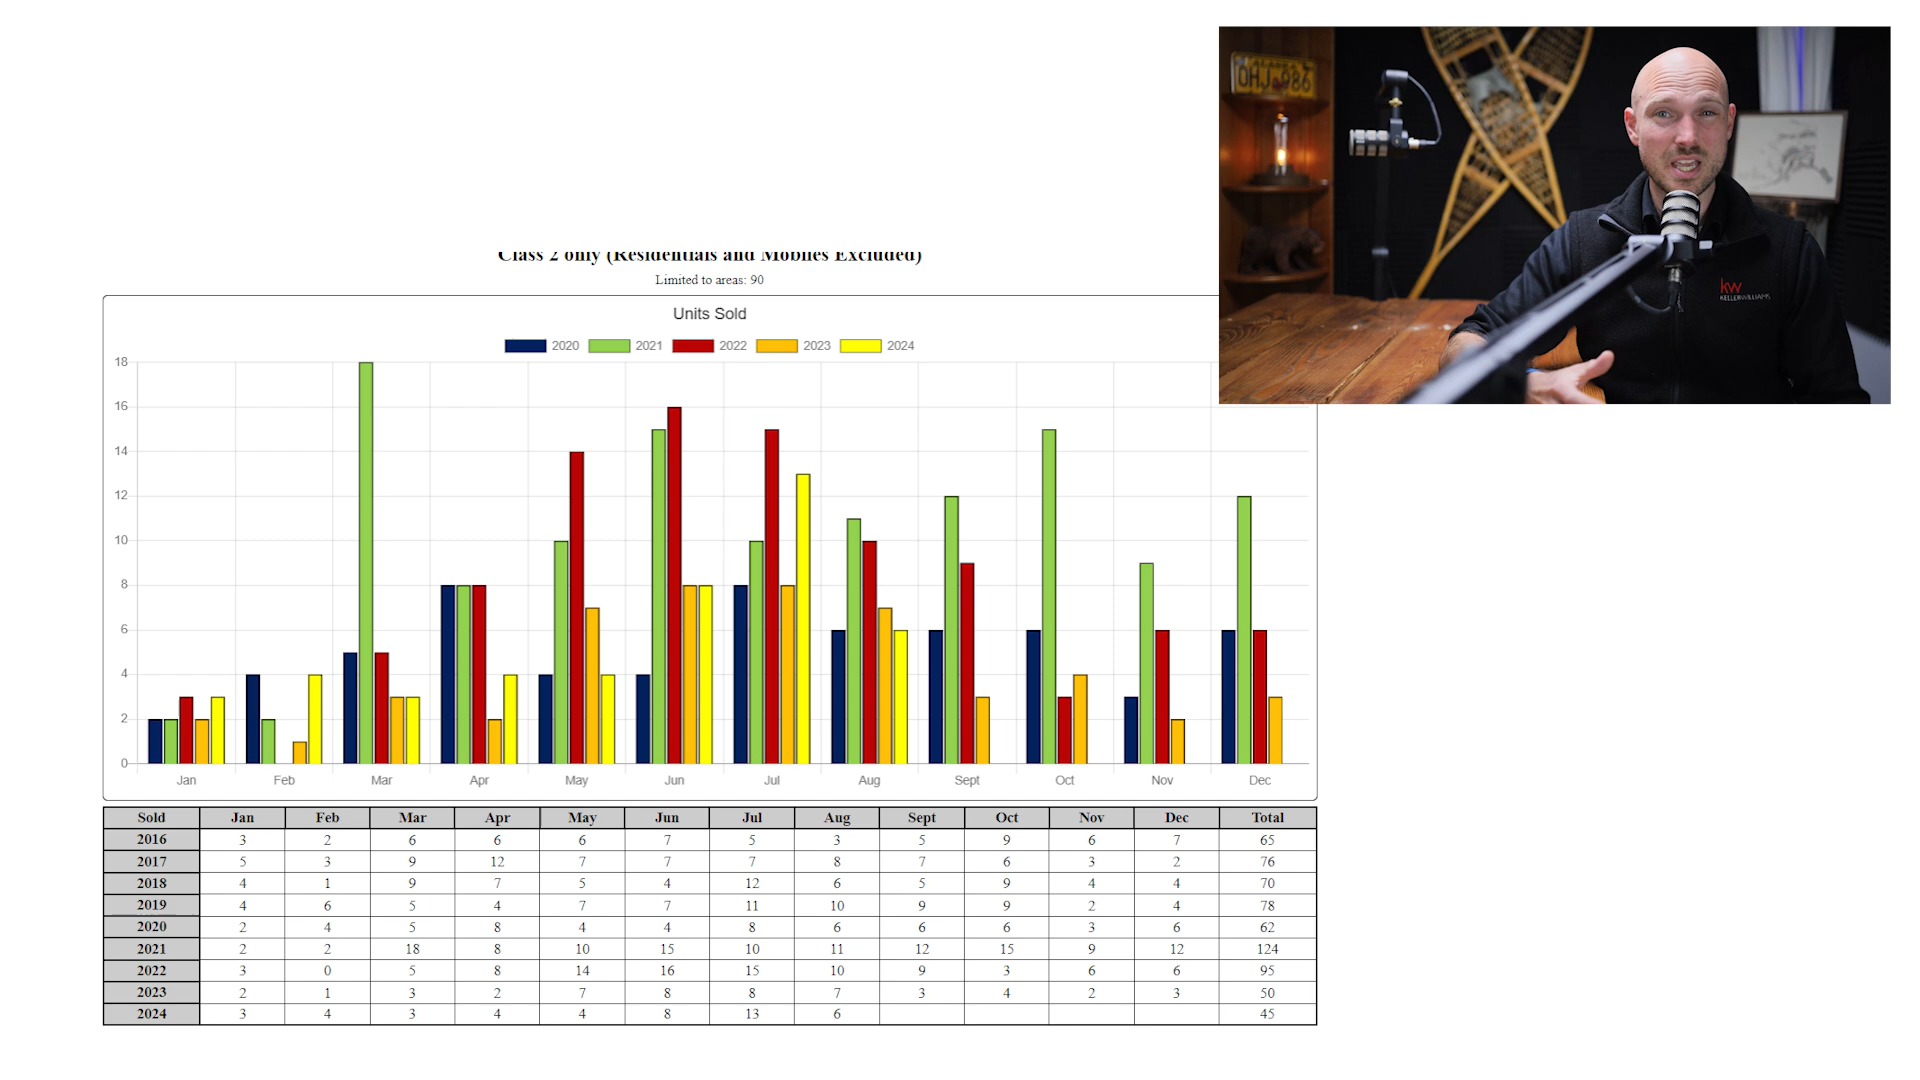 ALASKA
OHJ 986
kw
KELLERWILLIAMS
Class 2 only (Residentials and Mobiles Excluded)
Limited to areas: 90
Units Sold
2020 2021 2022 2023 2024
18
16
14
12
10
8
6
4
2
0
Jan Feb Mar Apr May Jun Jul Aug Sept Oct Nov Dec
Sold Jan Feb Mar Apr May Jun Jul Aug Sept Oct Nov Dec Total
2016 3 2 6 6 6 7 5 3 5 9 6 7 65
2017 5 3 9 12 7 7 7 8 7 6 3 2 76
2018 4 1 9 7 5 4 12 6 5 9 4 4 70
2019 4 6 5 4 7 7 11 10 9 9 2 4 78
2020 2 4 5 8 4 4 8 6 6 6 3 6 62
2021 2 2 18 8 10 15 10 11 12 15 9 12 124
2022 3 0 5 8 14 16 15 10 9 3 6 6 95
2023 2 1 3 2 7 8 8 7 3 4 2 3 50
2024 3 4 3 4 4 8 13 6 45